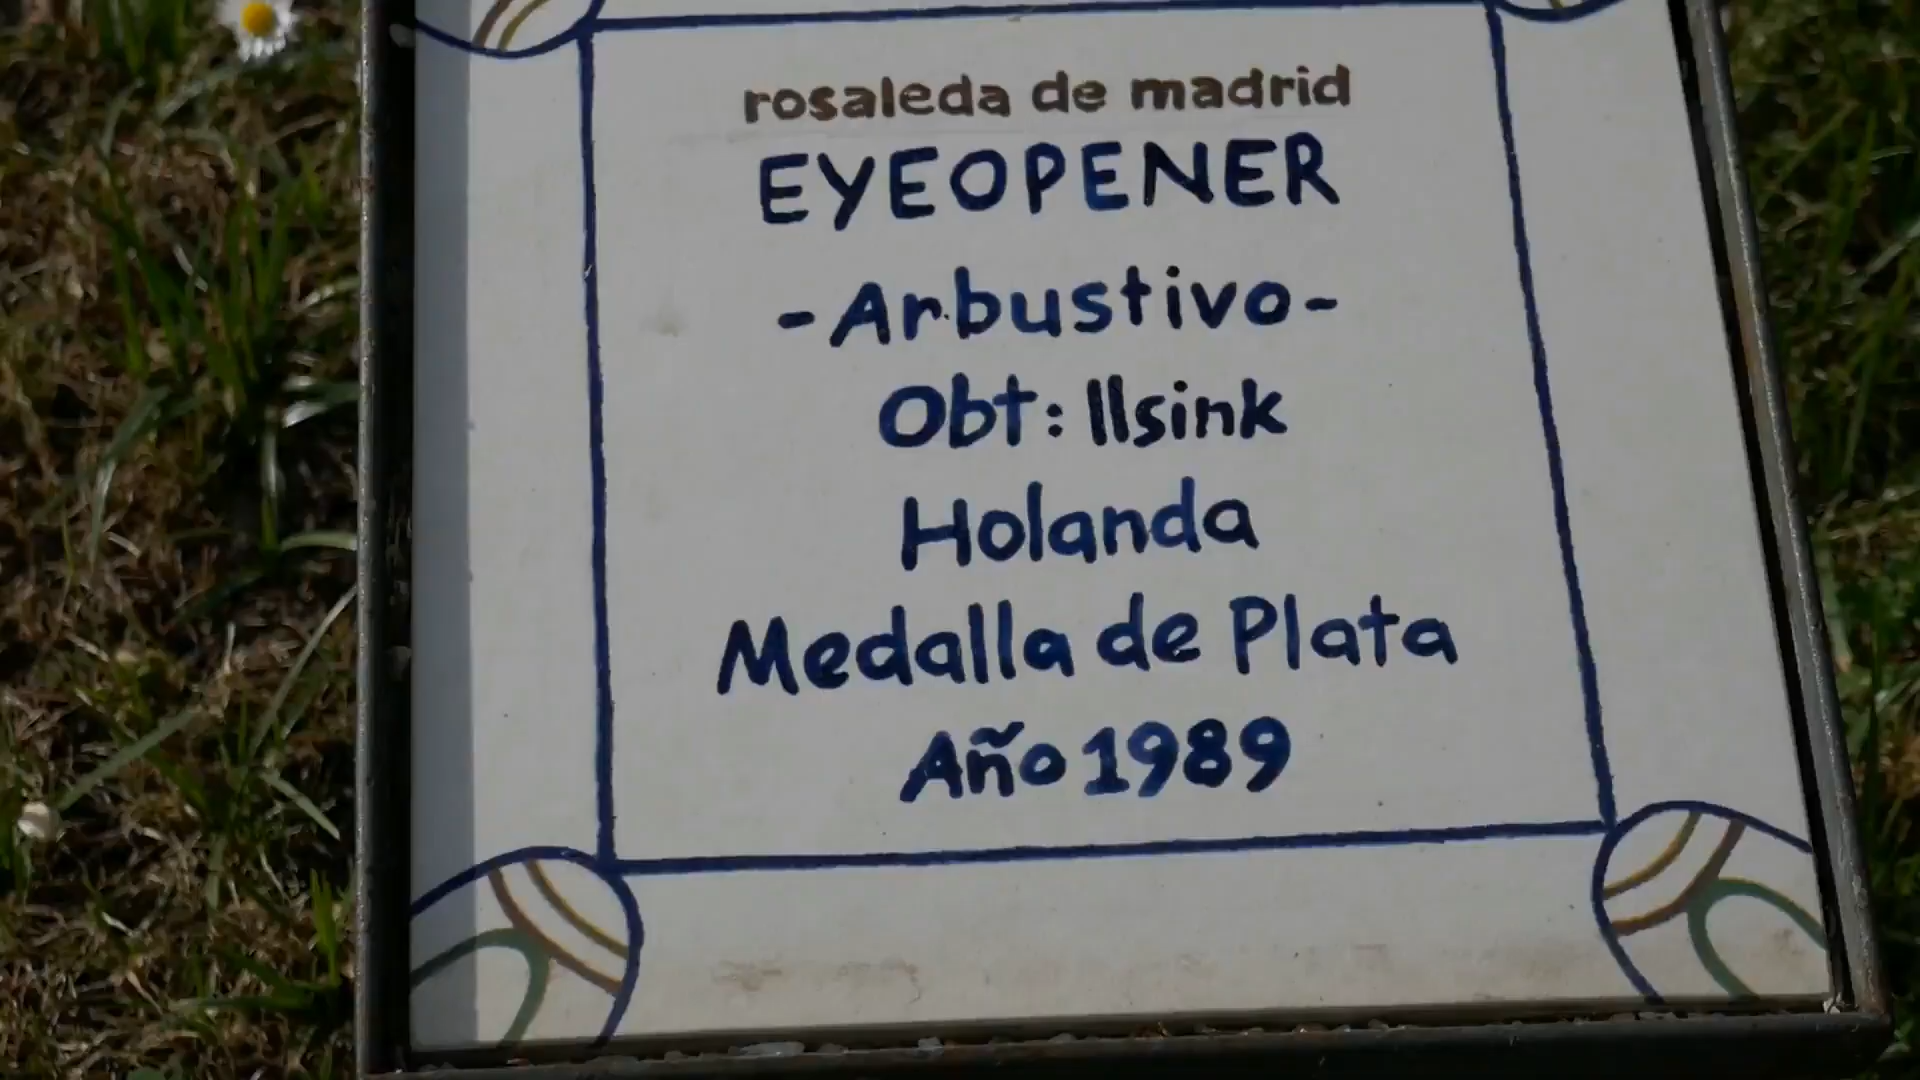 rosaleda de madrid
EYEOPENER
-Arbustivo-
Obt: Ilsink
Holanda
Medalla de Plata
Año 1989